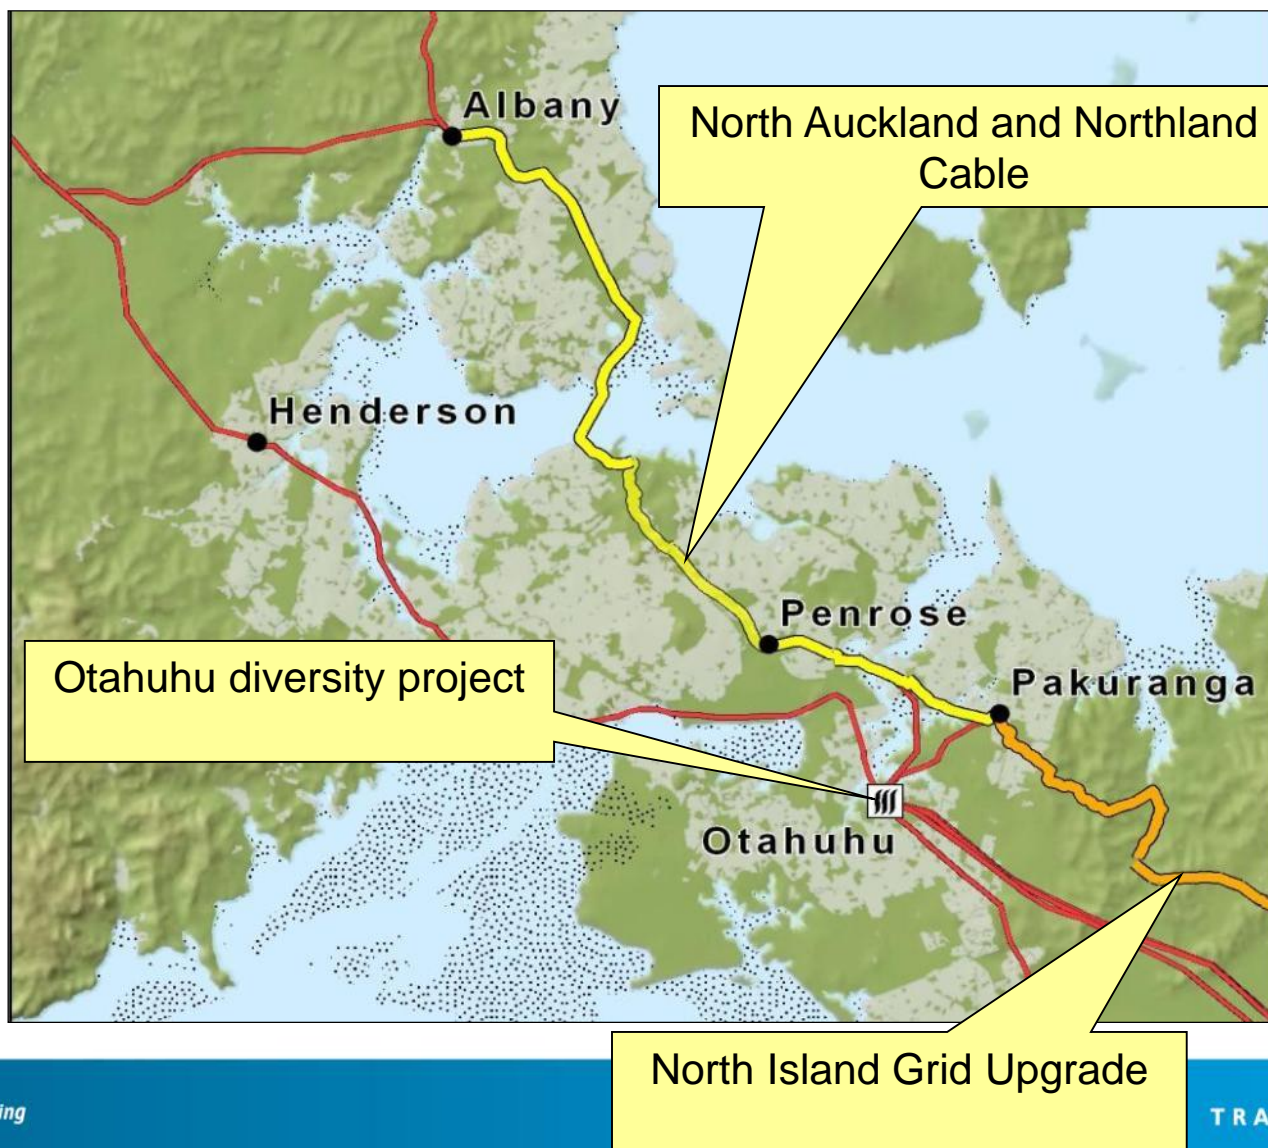 Albany
North Auckland and Northland
Cable
Henderson
Penrose
Otahuhu diversity project
Pakuranga
Otahuhu
North Island Grid Upgrade